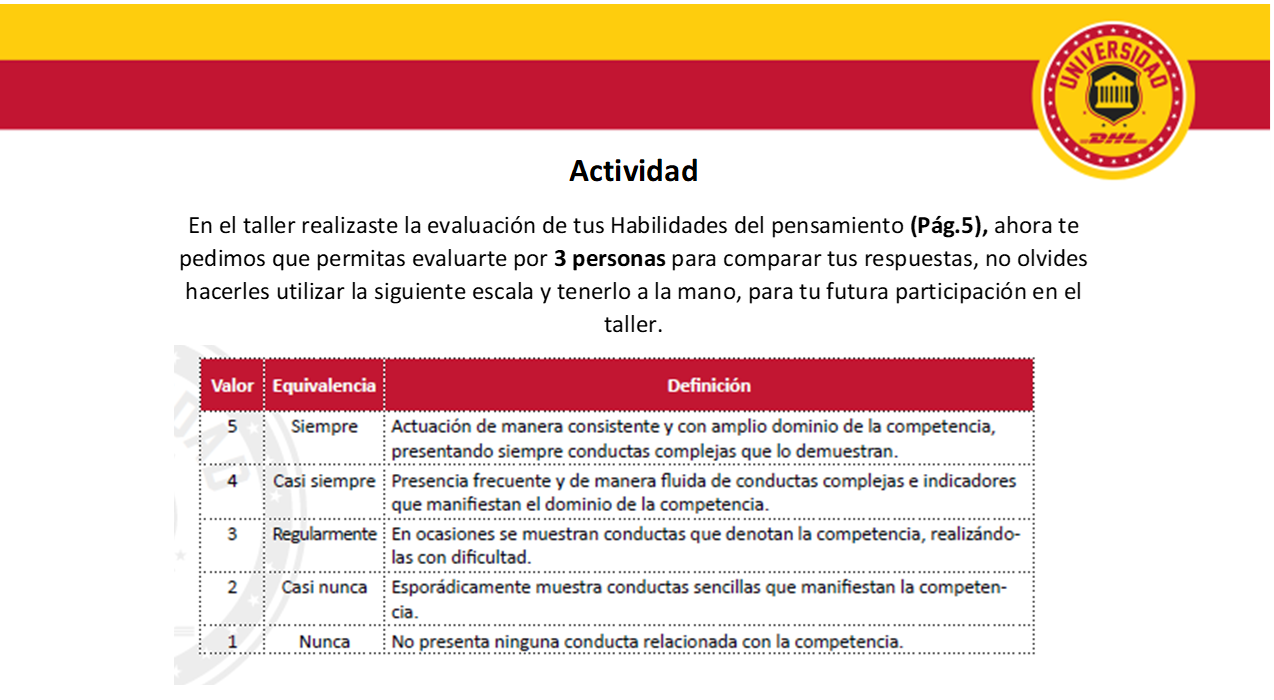 UNIVERSIDAD
DHL
Actividad
En el taller realizaste la evaluación de tus Habilidades del pensamiento (Pág.5), ahora te
pedimos que permitas evaluarte por 3 personas para comparar tus respuestas, no olvides
hacerles utilizar la siguiente escala y tenerlo a la mano, para tu futura participación en el
taller.
Valor Equivalencia Definición
5 Siempre Actuación de manera consistente y con amplio dominio de la competencia,
presentando siempre conductas complejas que lo demuestran.
4 Casi siempre Presencia frecuente y de manera fluida de conductas complejas e indicadores
que manifiestan el dominio de la competencia.
3 Regularmente En ocasiones se muestran conductas que denotan la competencia, realizándo-
las con dificultad.
2 Casi nunca Esporádicamente muestra conductas sencillas que manifiestan la competen-
cia.
1 Nunca No presenta ninguna conducta relacionada con la competencia.